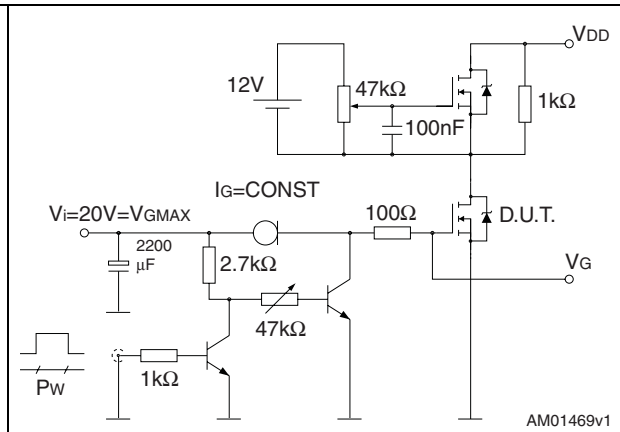 VDD
12V
47kΩ
1kΩ
100nF
IG=CONST
Vi=20V=VGMAX
100Ω
D.U.T.
2200
μF
2.7kΩ
VG
47kΩ
1kΩ
PW
AM01469v1